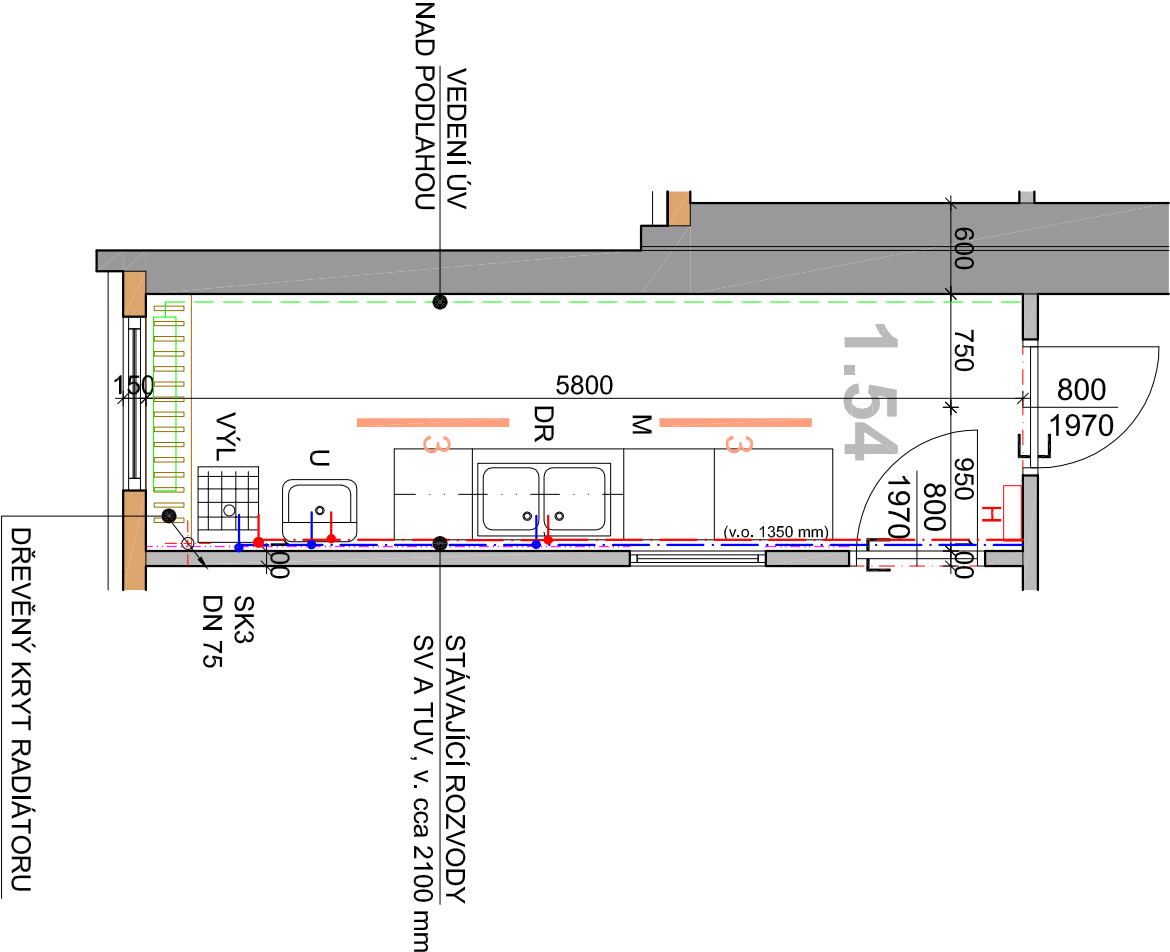 VEDENÍ ÚV
NAD PODLAHOU
600
750
1.54
150
5800
800
1970
VÝL
U
DR
M
3
3
950
800
1970
H
(v.o. 1350 mm)
00
00
SK3
DN 75
STÁVAJÍCÍ ROZVODY
SV A TUV, v. cca 2100 mm
DŘEVĚNÝ KRYT RADIÁTORU